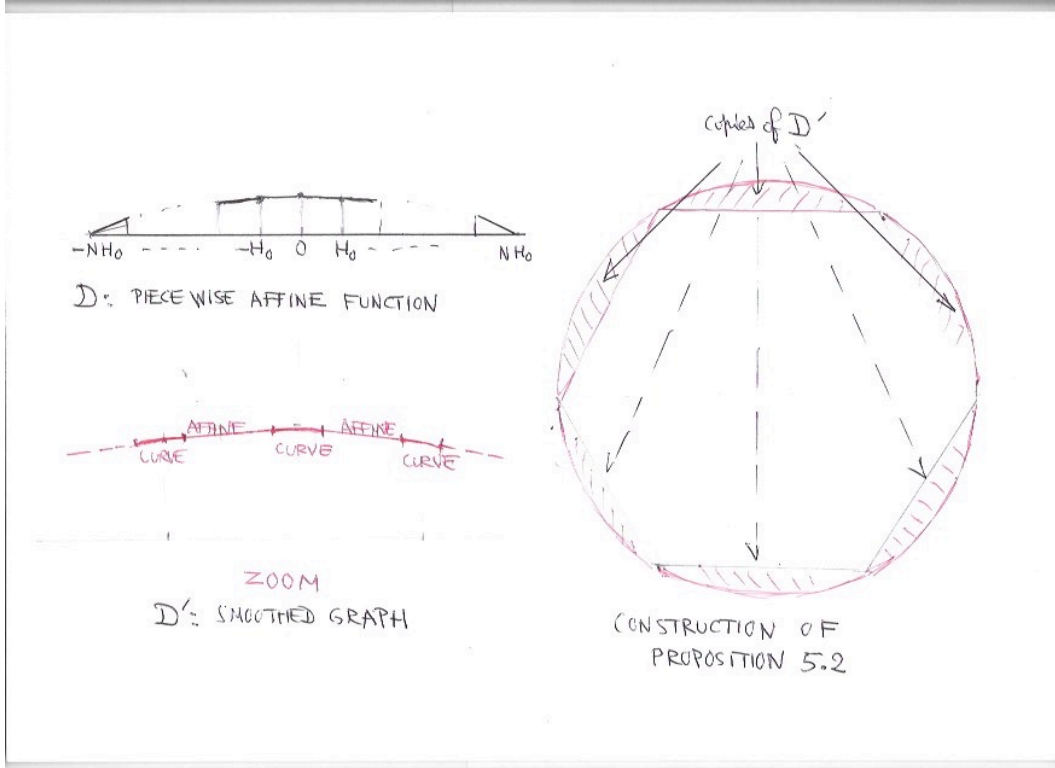 -NH₀ ---- -H₀ 0 H₀ ---- NH₀
D: PIECEWISE AFFINE FUNCTION
AFFINE AFFINE
CURVE CURVE CURVE
ZOOM
D': SMOOTHED GRAPH
copies of D'
CONSTRUCTION OF
PROPOSITION 5.2